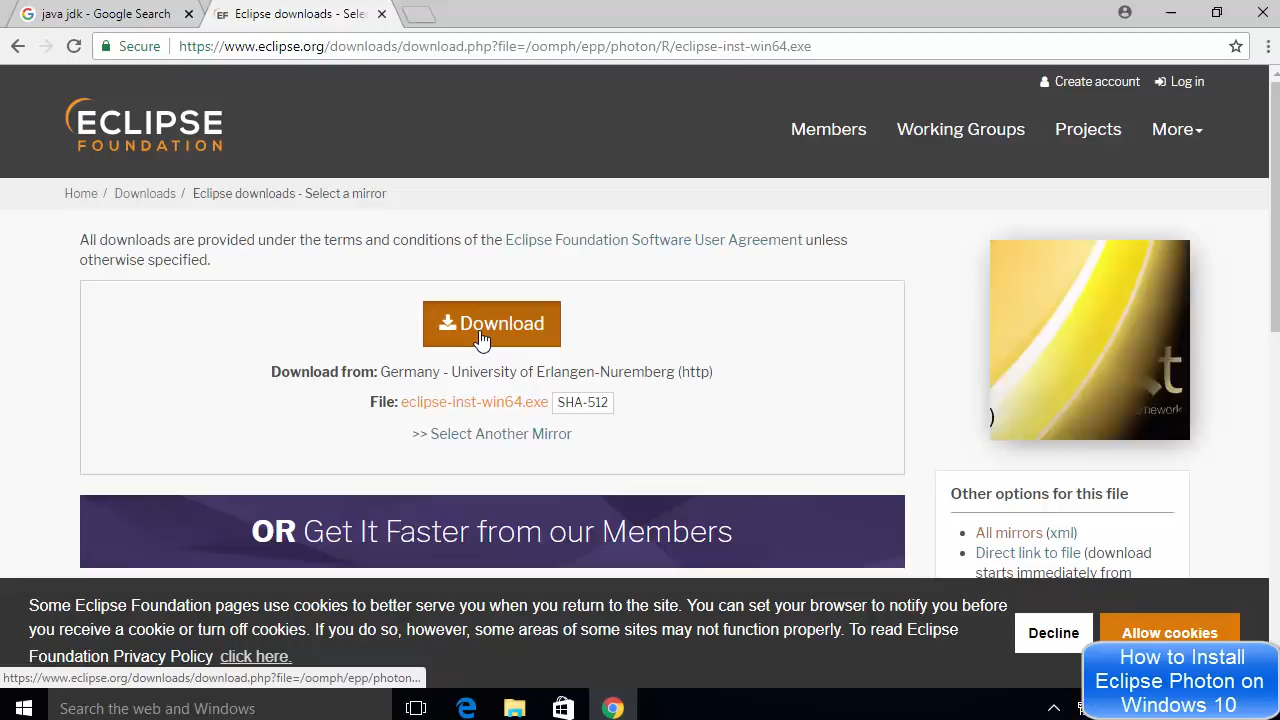 java jdk - Google Search
Eclipse downloads - Sele
Secure
https://www.eclipse.org/downloads/download.php?file=/oomph/epp/photon/R/eclipse-inst-win64.exe
Create account
Log in
ECLIPSE
FOUNDATION
Members
Working Groups
Projects
More
Home / Downloads / Eclipse downloads - Select a mirror
All downloads are provided under the terms and conditions of the Eclipse Foundation Software User Agreement unless
otherwise specified.
Download
Download from: Germany - University of Erlangen-Nuremberg (http)
File: eclipse-inst-win64.exe SHA-512
>> Select Another Mirror
OR Get It Faster from our Members
Other options for this file
All mirrors (xml)
Direct link to file (download
starts immediately from
Some Eclipse Foundation pages use cookies to better serve you when you return to the site. You can set your browser to notify you before
you receive a cookie or turn off cookies. If you do so, however, some areas of some sites may not function properly. To read Eclipse
Foundation Privacy Policy click here.
Decline
Allow cookies
https://www.eclipse.org/downloads/download.php?file=/oomph/epp/photon...
How to Install
Eclipse Photon on
Windows 10
Search the web and Windows